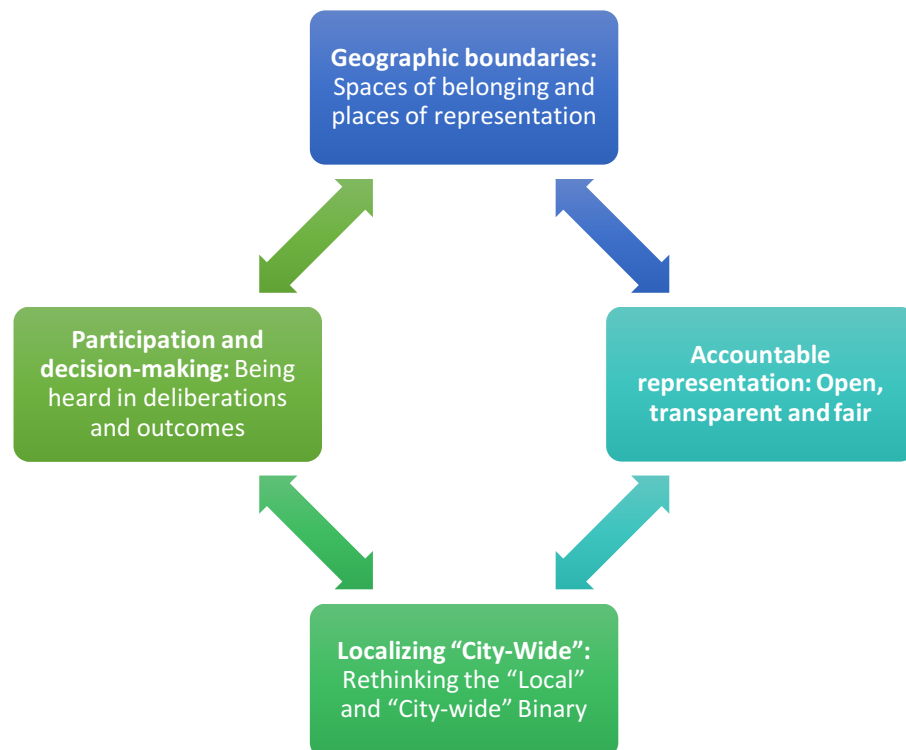 Geographic boundaries:
Spaces of belonging and
places of representation
Participation and
decision-making: Being
heard in deliberations
and outcomes
Accountable
representation: Open,
transparent and fair
Localizing “City-Wide”:
Rethinking the “Local”
and “City-wide” Binary